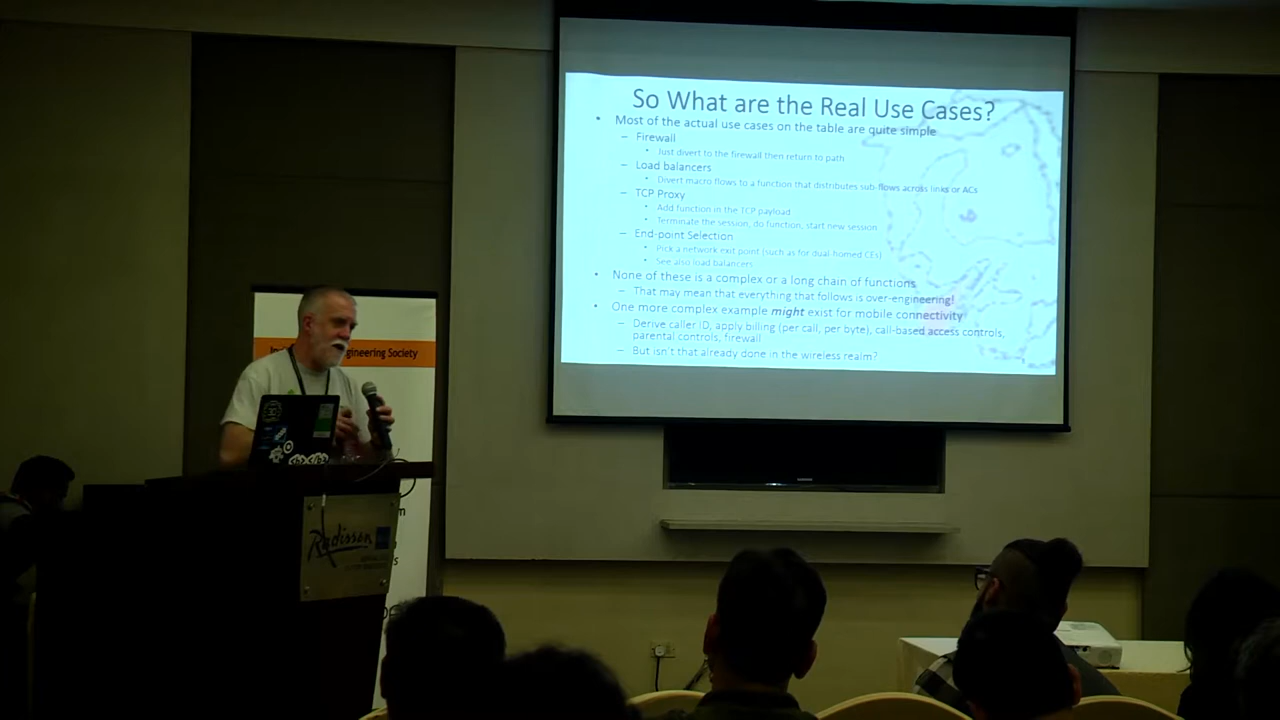 So What are the Real Use Cases?
• Most of the actual use cases on the table are quite simple
– Firewall
• Just divert to the firewall then return to path
– Load balancers
• Divert macro flows to a function that distributes sub-flows across links or ACs
– TCP Proxy
• Add function in the TCP payload
• Terminate the session, do function, start new session
– End-point Selection
• Pick a network exit point (such as for dual-homed CEs)
• See also load balancers
• None of these is a complex or a long chain of functions
– That may mean that everything that follows is over-engineering!
• One more complex example might exist for mobile connectivity
– Derive caller ID, apply billing (per call, per byte), call-based access controls,
parental controls, firewall
– But isn't that already done in the wireless realm?
gineering Society
Radisson
SAMSUNG